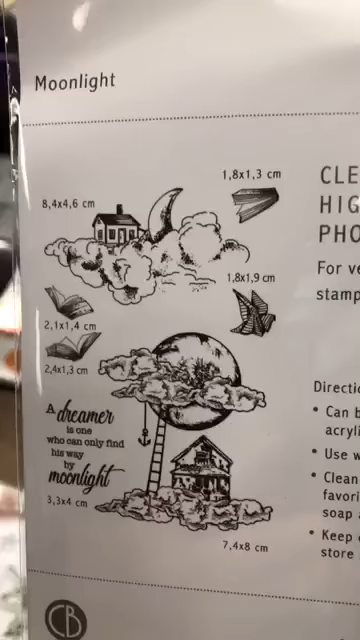 Moonlight
1,8x1,3 cm
8,4x4,6 cm
1,8x1,9 cm
2,1x1,4 cm
2,4x1,3 cm
A dreamer
is one
who can only find
his way
by
moonlight
3,3x4 cm
7,4x8 cm
CLE
HIG
PHO
For ve
stamp
Directi
• Can b
acryli
• Use w
• Clean
favori
soap a
• Keep
store
CB